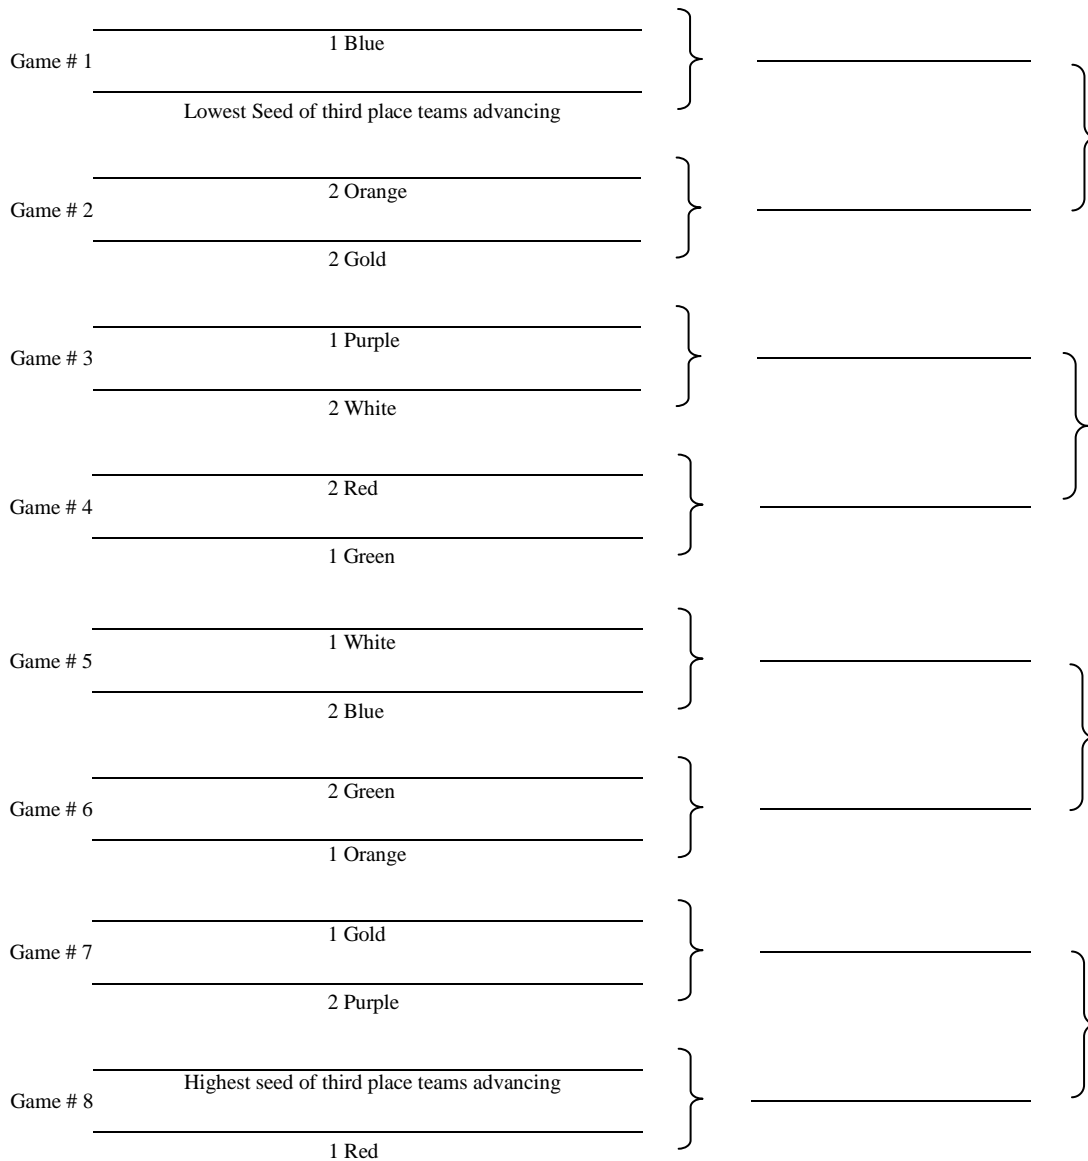 1 Blue
Game # 1
Lowest Seed of third place teams advancing
2 Orange
Game # 2
2 Gold
1 Purple
Game # 3
2 White
2 Red
Game # 4
1 Green
1 White
Game # 5
2 Blue
2 Green
Game # 6
1 Orange
1 Gold
Game # 7
2 Purple
Highest seed of third place teams advancing
Game # 8
1 Red